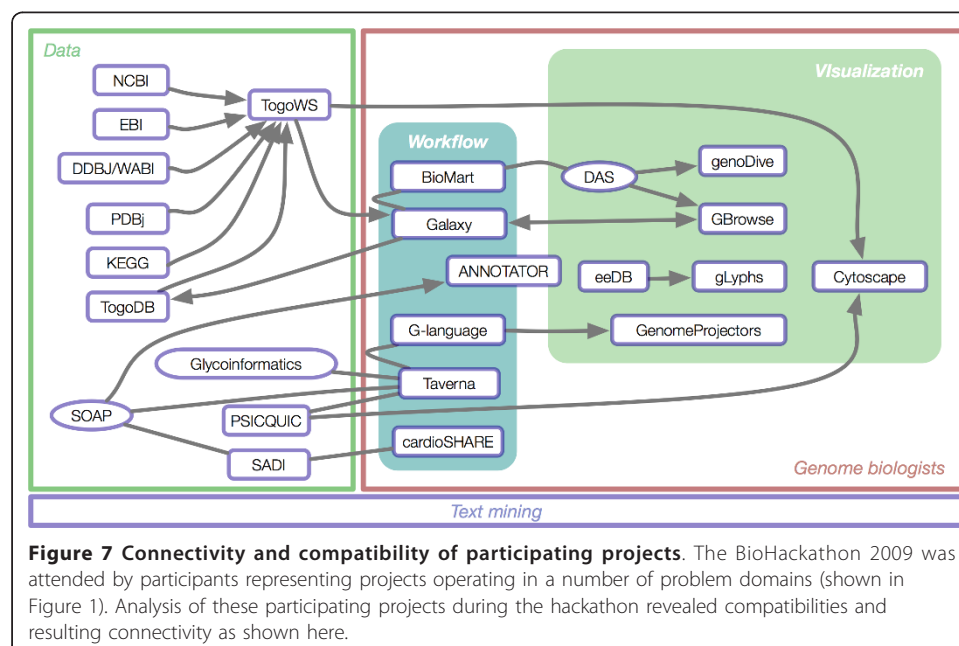 Data
NCBI
TogoWS
EBI
DDBJ/WABI
PDBj
KEGG
TogoDB
Glycoinformatics
SOAP
PSICQUIC
SADI
Workflow
BioMart
Galaxy
ANNOTATOR
G-language
Taverna
cardioSHARE
VIsualization
DAS
genoDive
GBrowse
eeDB
gLyphs
Cytoscape
GenomeProjectors
Genome biologists
Text mining
Figure 7 Connectivity and compatibility of participating projects. The BioHackathon 2009 was
attended by participants representing projects operating in a number of problem domains (shown in
Figure 1). Analysis of these participating projects during the hackathon revealed compatibilities and
resulting connectivity as shown here.